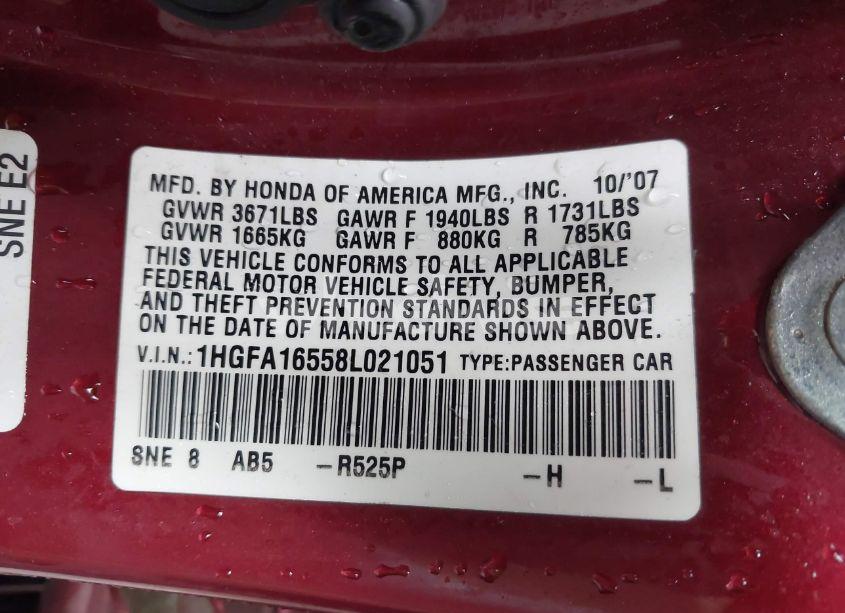 SNE E2
MFD. BY HONDA OF AMERICA MFG., INC. 10/'07
GVWR 3671LBS GAWR F 1940LBS R 1731LBS
GVWR 1665KG GAWR F 880KG R 785KG
THIS VEHICLE CONFORMS TO ALL APPLICABLE
FEDERAL MOTOR VEHICLE SAFETY, BUMPER,
AND THEFT PREVENTION STANDARDS IN EFFECT
ON THE DATE OF MANUFACTURE SHOWN ABOVE.
V.I.N.: 1HGFA16558L021051 TYPE:PASSENGER CAR
SNE 8 AB5 -R525P -H -L